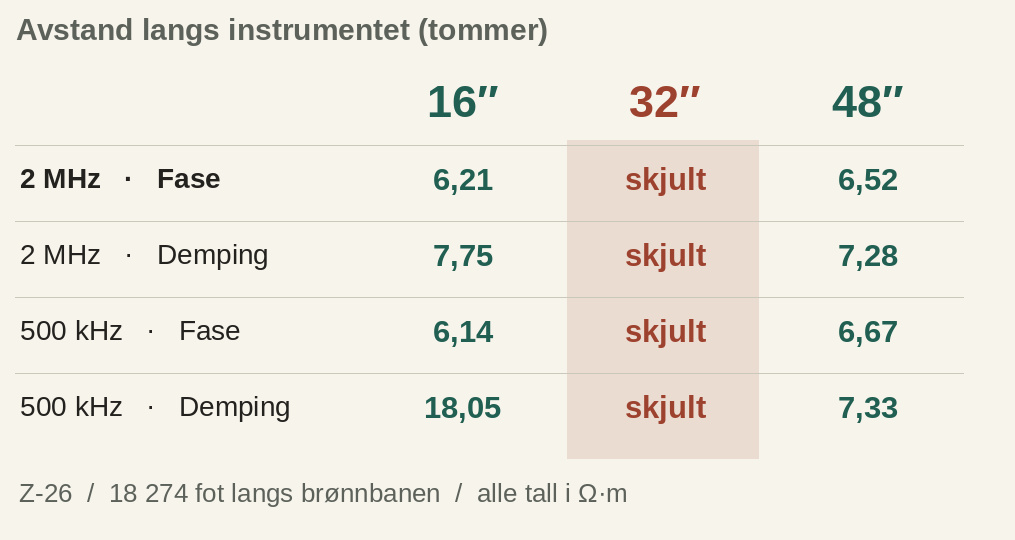 Avstand langs instrumentet (tommer)
16″ 32″ 48″
2 MHz · Fase 6,21 skjult 6,52
2 MHz · Demping 7,75 skjult 7,28
500 kHz · Fase 6,14 skjult 6,67
500 kHz · Demping 18,05 skjult 7,33
Z-26 / 18 274 fot langs brønnbanen / alle tall i Ω·m